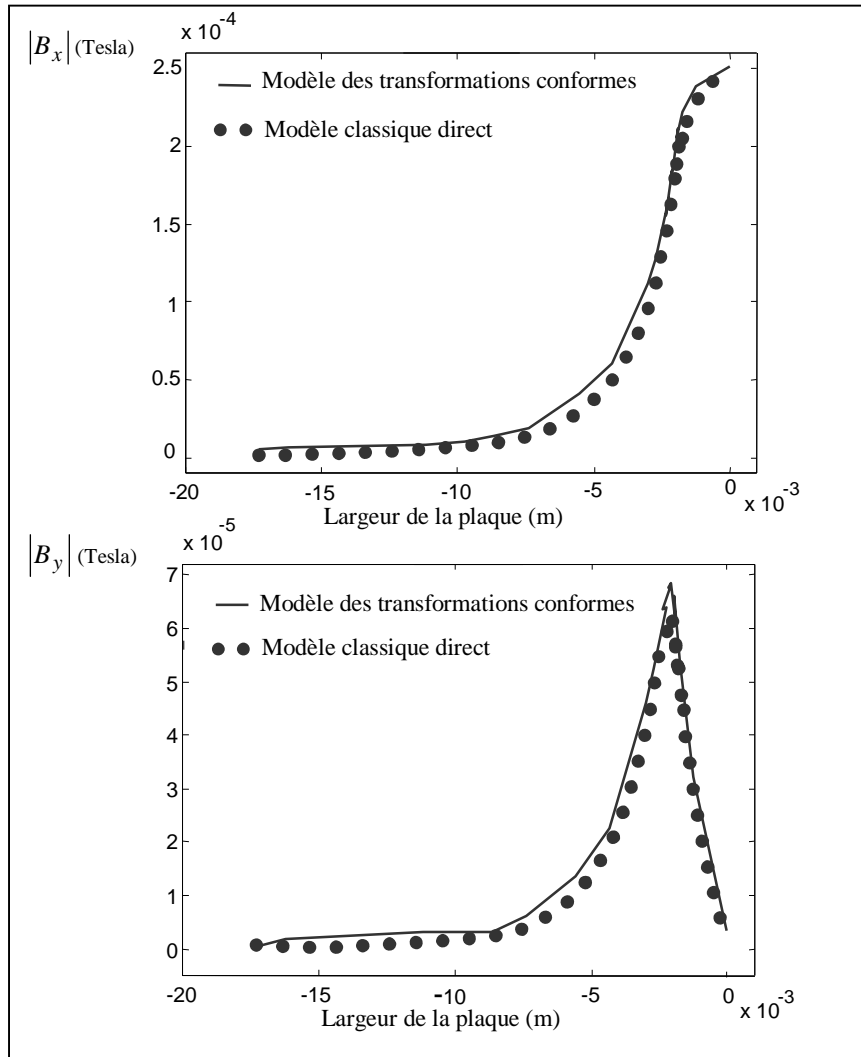 x 10-4
|Bx| (Tesla)
2.5
Modèle des transformations conformes
Modèle classique direct
2
1.5
1
0.5
0
-20 -15 -10 -5 0
x 10-3
Largeur de la plaque (m)
x 10-5
|By| (Tesla)
7
Modèle des transformations conformes
6
Modèle classique direct
5
4
3
2
1
0
-20 -15 -10 -5 0
x 10-3
Largeur de la plaque (m)